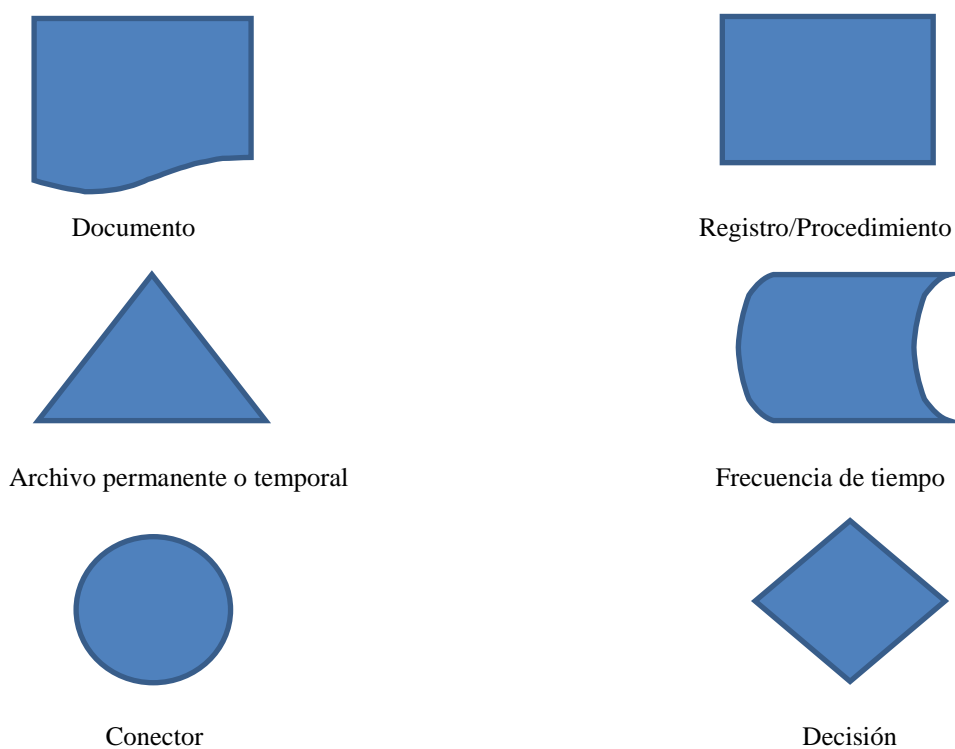 Documento
Registro/Procedimiento
Archivo permanente o temporal
Frecuencia de tiempo
Conector
Decisión